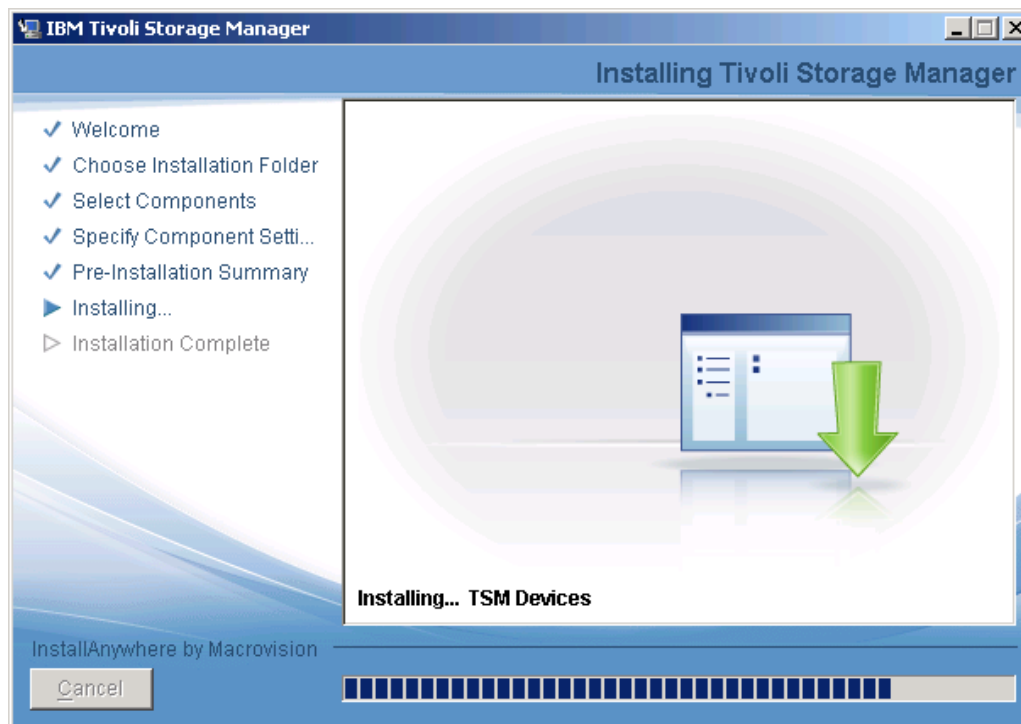 IBM Tivoli Storage Manager
Installing Tivoli Storage Manager
Welcome
Choose Installation Folder
Select Components
Specify Component Setti...
Pre-Installation Summary
Installing...
Installation Complete
Installing... TSM Devices
InstallAnywhere by Macrovision
Cancel